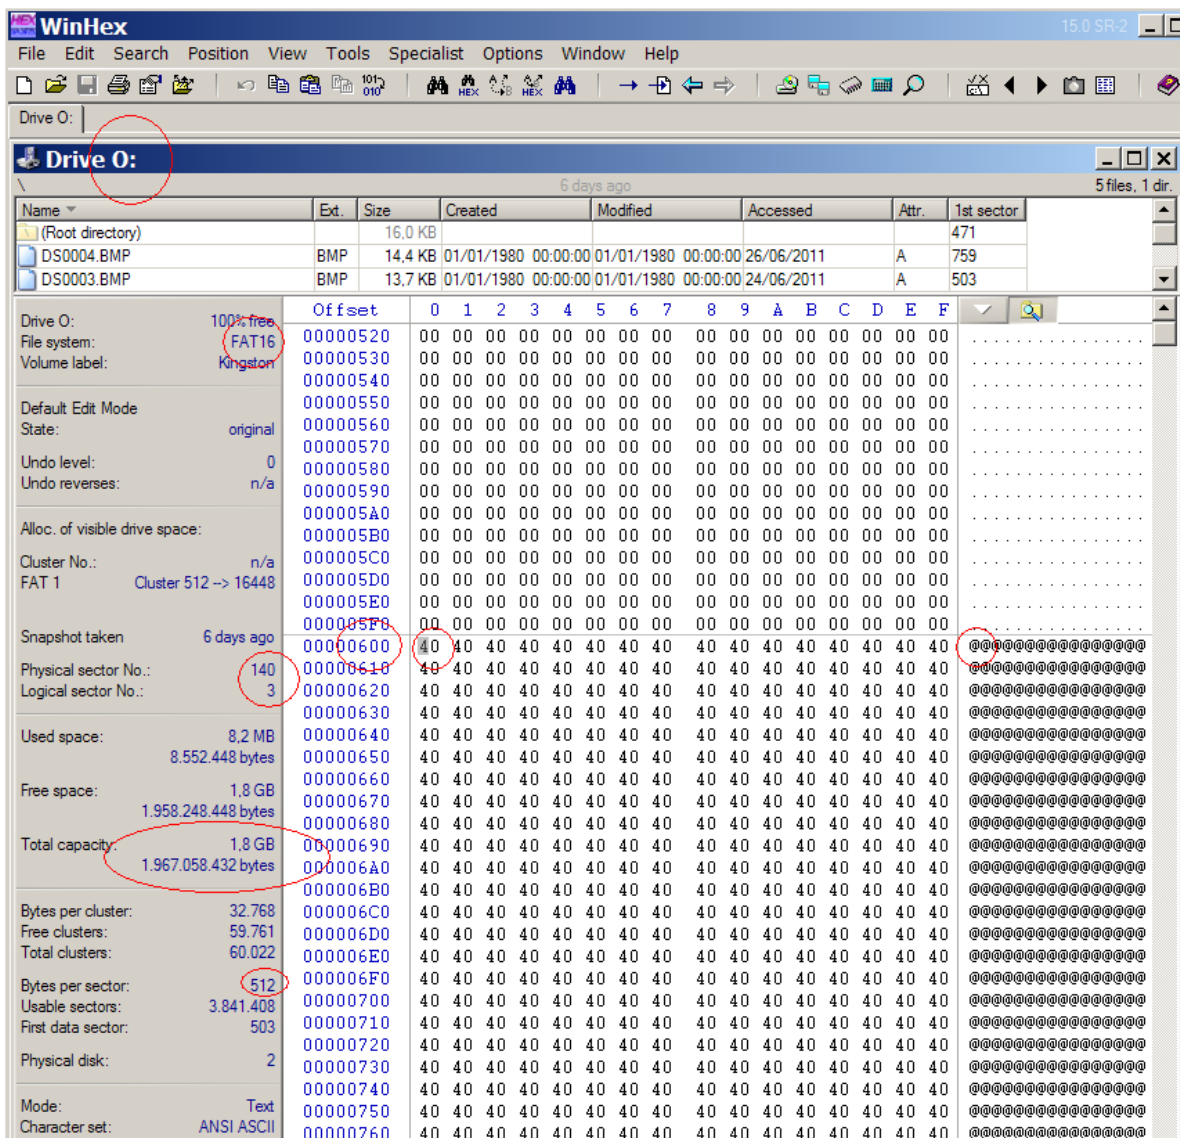 WinHex 15.0 SR-2
File Edit Search Position View Tools Specialist Options Window Help
Drive O:
Drive O:
\ 6 days ago 5 files, 1 dir.
Name Ext. Size Created Modified Accessed Attr. 1st sector
(Root directory) 16,0 KB 471
DS0004.BMP BMP 14,4 KB 01/01/1980 00:00:00 01/01/1980 00:00:00 26/06/2011 A 759
DS0003.BMP BMP 13,7 KB 01/01/1980 00:00:00 01/01/1980 00:00:00 24/06/2011 A 503
Drive O: 100% free
File system: FAT16
Volume label: Kingston
Default Edit Mode
State: original
Undo level: 0
Undo reverses: n/a
Alloc. of visible drive space:
Cluster No.: n/a
FAT 1 Cluster 512 --> 16448
Snapshot taken 6 days ago
Physical sector No.: 140
Logical sector No.: 3
Used space: 8,2 MB
8.552.448 bytes
Free space: 1,8 GB
1.958.248.448 bytes
Total capacity: 1,8 GB
1.967.058.432 bytes
Bytes per cluster: 32.768
Free clusters: 59.761
Total clusters: 60.022
Bytes per sector: 512
Usable sectors: 3.841.408
First data sector: 503
Physical disk: 2
Mode: Text
Character set: ANSI ASCII
Offset 0 1 2 3 4 5 6 7 8 9 A B C D E F
00000520 00 00 00 00 00 00 00 00 00 00 00 00 00 00 00 00 ................
00000530 00 00 00 00 00 00 00 00 00 00 00 00 00 00 00 00 ................
00000540 00 00 00 00 00 00 00 00 00 00 00 00 00 00 00 00 ................
00000550 00 00 00 00 00 00 00 00 00 00 00 00 00 00 00 00 ................
00000560 00 00 00 00 00 00 00 00 00 00 00 00 00 00 00 00 ................
00000570 00 00 00 00 00 00 00 00 00 00 00 00 00 00 00 00 ................
00000580 00 00 00 00 00 00 00 00 00 00 00 00 00 00 00 00 ................
00000590 00 00 00 00 00 00 00 00 00 00 00 00 00 00 00 00 ................
000005A0 00 00 00 00 00 00 00 00 00 00 00 00 00 00 00 00 ................
000005B0 00 00 00 00 00 00 00 00 00 00 00 00 00 00 00 00 ................
000005C0 00 00 00 00 00 00 00 00 00 00 00 00 00 00 00 00 ................
000005D0 00 00 00 00 00 00 00 00 00 00 00 00 00 00 00 00 ................
000005E0 00 00 00 00 00 00 00 00 00 00 00 00 00 00 00 00 ................
000005F0 00 00 00 00 00 00 00 00 00 00 00 00 00 00 00 00 ................
00000600 40 40 40 40 40 40 40 40 40 40 40 40 40 40 40 40 @@@@@@@@@@@@@@@@
00000610 40 40 40 40 40 40 40 40 40 40 40 40 40 40 40 40 @@@@@@@@@@@@@@@@
00000620 40 40 40 40 40 40 40 40 40 40 40 40 40 40 40 40 @@@@@@@@@@@@@@@@
00000630 40 40 40 40 40 40 40 40 40 40 40 40 40 40 40 40 @@@@@@@@@@@@@@@@
00000640 40 40 40 40 40 40 40 40 40 40 40 40 40 40 40 40 @@@@@@@@@@@@@@@@
00000650 40 40 40 40 40 40 40 40 40 40 40 40 40 40 40 40 @@@@@@@@@@@@@@@@
00000660 40 40 40 40 40 40 40 40 40 40 40 40 40 40 40 40 @@@@@@@@@@@@@@@@
00000670 40 40 40 40 40 40 40 40 40 40 40 40 40 40 40 40 @@@@@@@@@@@@@@@@
00000680 40 40 40 40 40 40 40 40 40 40 40 40 40 40 40 40 @@@@@@@@@@@@@@@@
00000690 40 40 40 40 40 40 40 40 40 40 40 40 40 40 40 40 @@@@@@@@@@@@@@@@
000006A0 40 40 40 40 40 40 40 40 40 40 40 40 40 40 40 40 @@@@@@@@@@@@@@@@
000006B0 40 40 40 40 40 40 40 40 40 40 40 40 40 40 40 40 @@@@@@@@@@@@@@@@
000006C0 40 40 40 40 40 40 40 40 40 40 40 40 40 40 40 40 @@@@@@@@@@@@@@@@
000006D0 40 40 40 40 40 40 40 40 40 40 40 40 40 40 40 40 @@@@@@@@@@@@@@@@
000006E0 40 40 40 40 40 40 40 40 40 40 40 40 40 40 40 40 @@@@@@@@@@@@@@@@
000006F0 40 40 40 40 40 40 40 40 40 40 40 40 40 40 40 40 @@@@@@@@@@@@@@@@
00000700 40 40 40 40 40 40 40 40 40 40 40 40 40 40 40 40 @@@@@@@@@@@@@@@@
00000710 40 40 40 40 40 40 40 40 40 40 40 40 40 40 40 40 @@@@@@@@@@@@@@@@
00000720 40 40 40 40 40 40 40 40 40 40 40 40 40 40 40 40 @@@@@@@@@@@@@@@@
00000730 40 40 40 40 40 40 40 40 40 40 40 40 40 40 40 40 @@@@@@@@@@@@@@@@
00000740 40 40 40 40 40 40 40 40 40 40 40 40 40 40 40 40 @@@@@@@@@@@@@@@@
00000750 40 40 40 40 40 40 40 40 40 40 40 40 40 40 40 40 @@@@@@@@@@@@@@@@
00000760 40 40 40 40 40 40 40 40 40 40 40 40 40 40 40 40 @@@@@@@@@@@@@@@@